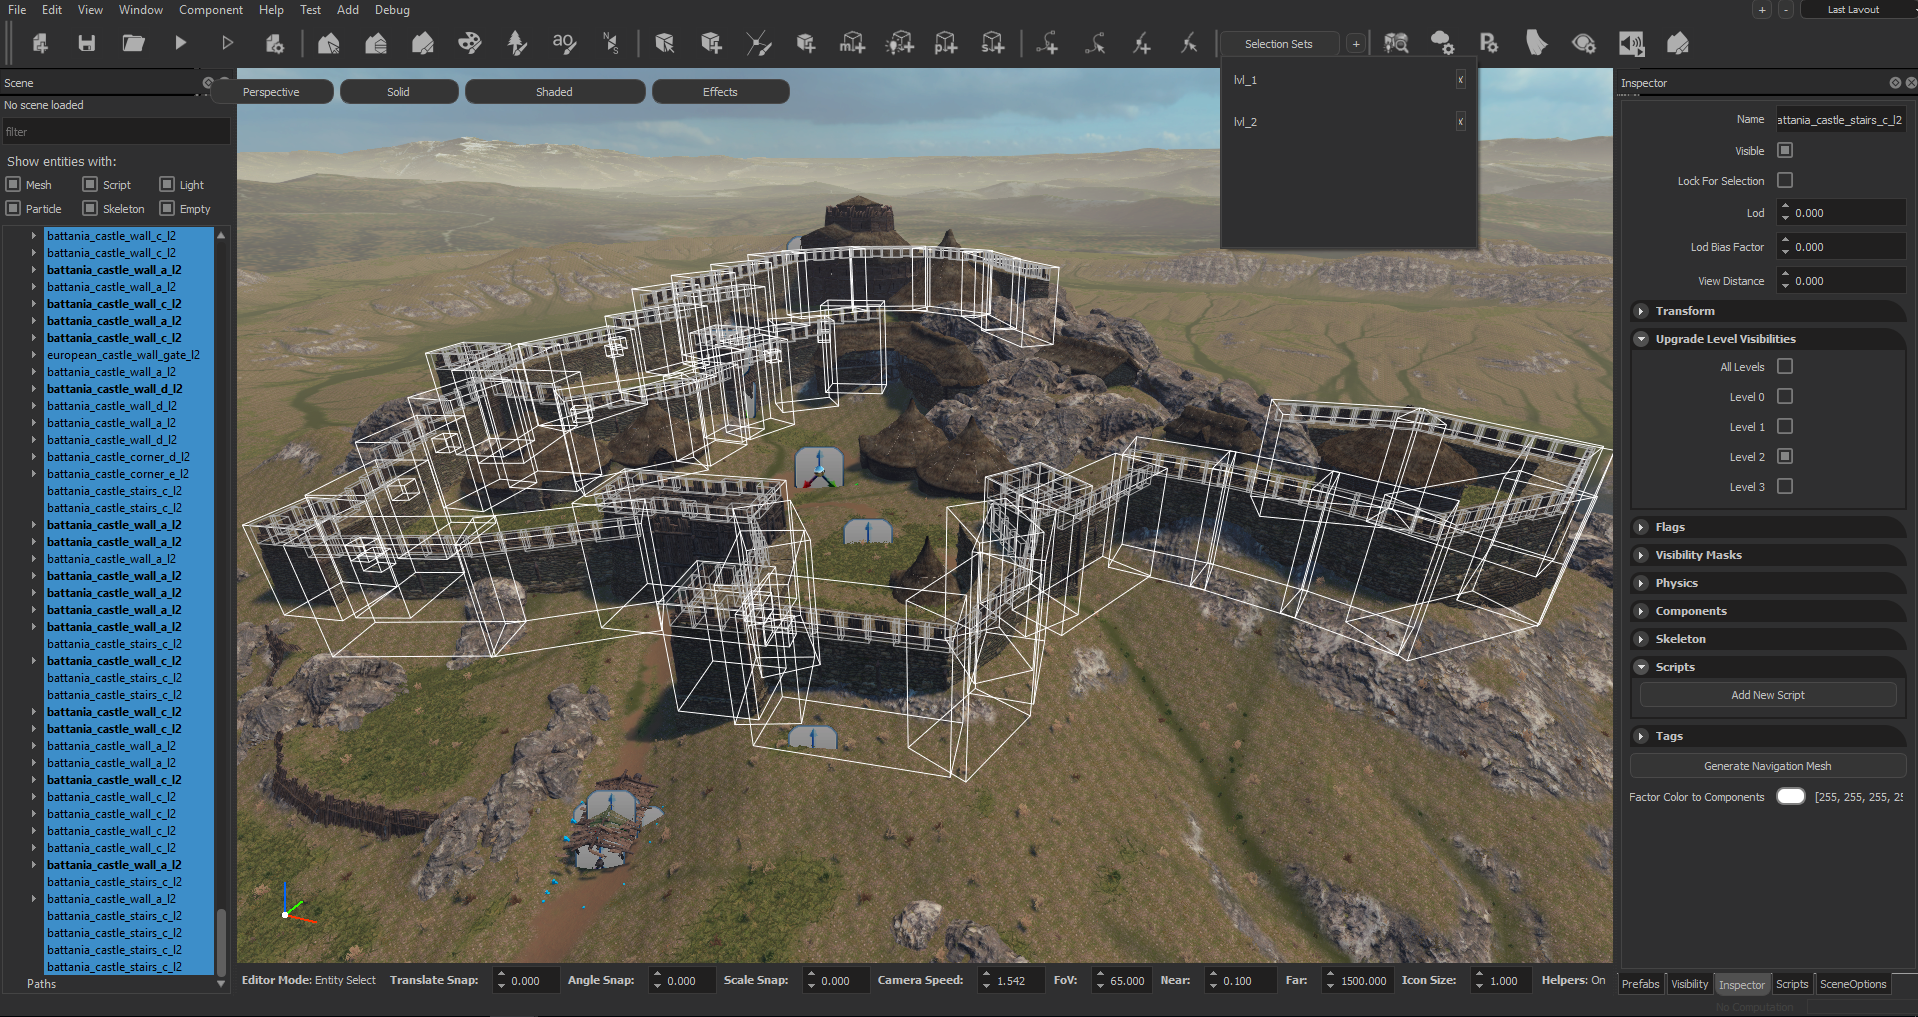 File Edit View Window Component Help Test Add Debug
+ - Last Layout
ao
N
S
m P S P
Selection Sets +
Scene
No scene loaded
filter
Show entities with:
Mesh Script Light
Particle Skeleton Empty
battania_castle_wall_c_l2
battania_castle_wall_c_l2
battania_castle_wall_a_l2
battania_castle_wall_a_l2
battania_castle_wall_c_l2
battania_castle_wall_a_l2
battania_castle_wall_c_l2
european_castle_wall_gate_l2
battania_castle_wall_a_l2
battania_castle_wall_d_l2
battania_castle_wall_d_l2
battania_castle_wall_a_l2
battania_castle_wall_d_l2
battania_castle_corner_d_l2
battania_castle_corner_e_l2
battania_castle_stairs_c_l2
battania_castle_stairs_c_l2
battania_castle_wall_a_l2
battania_castle_wall_a_l2
battania_castle_wall_a_l2
battania_castle_wall_a_l2
battania_castle_wall_a_l2
battania_castle_wall_a_l2
battania_castle_wall_a_l2
battania_castle_stairs_c_l2
battania_castle_wall_c_l2
battania_castle_stairs_c_l2
battania_castle_stairs_c_l2
battania_castle_wall_c_l2
battania_castle_wall_c_l2
battania_castle_wall_a_l2
battania_castle_wall_a_l2
battania_castle_wall_c_l2
battania_castle_wall_c_l2
battania_castle_wall_c_l2
battania_castle_wall_c_l2
battania_castle_wall_c_l2
battania_castle_wall_a_l2
battania_castle_stairs_c_l2
battania_castle_wall_a_l2
battania_castle_stairs_c_l2
battania_castle_stairs_c_l2
battania_castle_stairs_c_l2
battania_castle_stairs_c_l2
Paths
Perspective Solid Shaded Effects
lvl_1 x
lvl_2 x
Inspector
Name attania_castle_stairs_c_l2
Visible
Lock For Selection
Lod 0.000
Lod Bias Factor 0.000
View Distance 0.000
Transform
Upgrade Level Visibilities
All Levels
Level 0
Level 1
Level 2
Level 3
Flags
Visibility Masks
Physics
Components
Skeleton
Scripts
Add New Script
Tags
Generate Navigation Mesh
Factor Color to Components [255, 255, 255, 25
Editor Mode: Entity Select Translate Snap: 0.000 Angle Snap: 0.000 Scale Snap: 0.000 Camera Speed: 1.542 FoV: 65.000 Near: 0.100 Far: 1500.000 Icon Size: 1.000 Helpers: On
Prefabs Visibility Inspector Scripts SceneOptions
No Computation